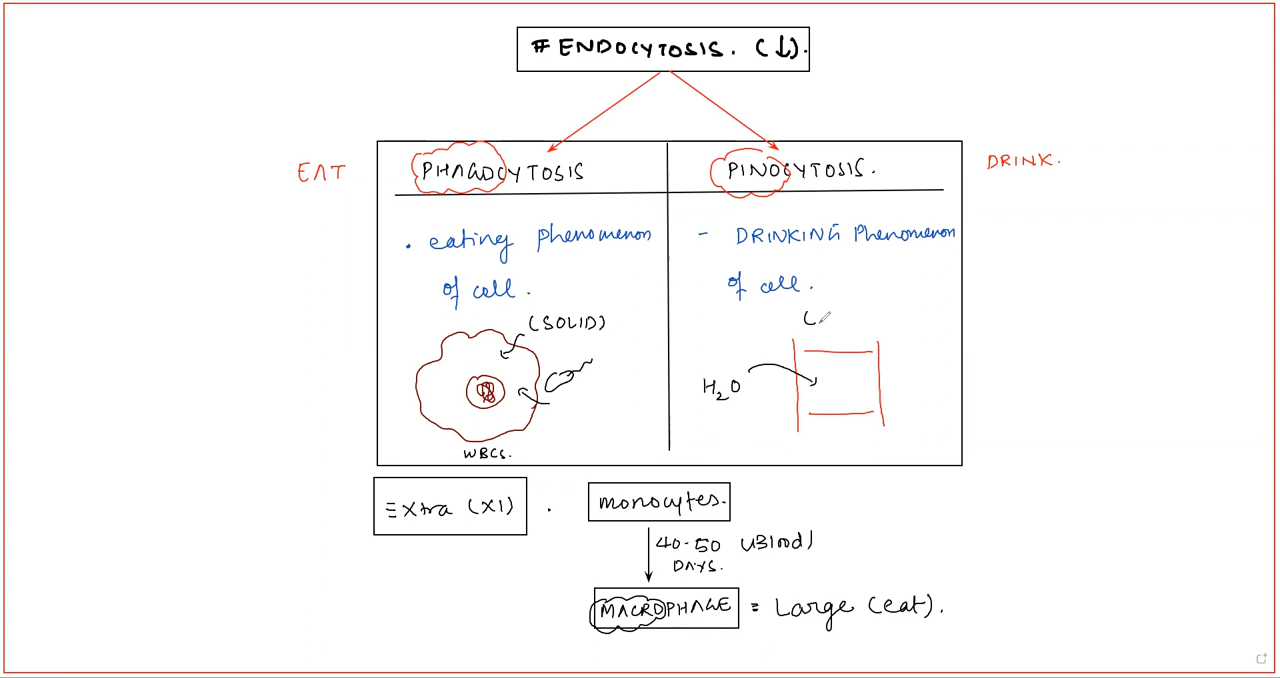 # ENDOCYTOSIS. (↓).
EAT
PHAGOCYTOSIS
PINOCYTOSIS.
DRINK.
. eating phenomenon
of cell.
- DRINKING Phenomenon
of cell.
(SOLID)
(
H2O
WBCS.
Extra (XI) .
monocytes.
40-50 (Blood)
DAYS.
MACROPHAGE = Large (eat).